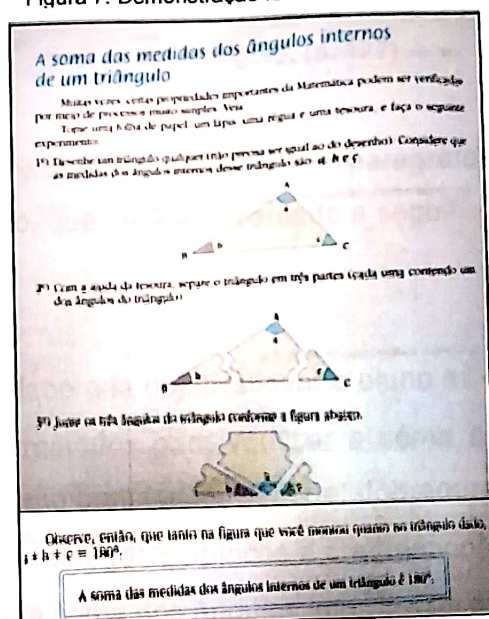 Figura 7: Demonstração
A soma das medidas dos ângulos internos
de um triângulo
Muitas vezes, certas propriedades importantes da Matemática podem ser verificadas
por meio de processos muito simples. Veja
Tome uma folha de papel, um lápis, uma régua e uma tesoura, e faça o seguinte
experimento:
1º) Desenhe um triângulo qualquer (não precisa ser igual ao do desenho). Considere que
as medidas dos ângulos internos desse triângulo são a, b e c.
A
a
b
c
B
C
2º) Com a ajuda da tesoura, separe o triângulo em três partes (cada uma contendo um
dos ângulos do triângulo)
A
a
b
c
B
C
3º) Junte os três ângulos do triângulo conforme a figura abaixo.
b
a
c
Observe, então, que tanto na figura que você montou quanto no triângulo dado,
+ b + c = 180°.
A soma das medidas dos ângulos internos de um triângulo é 180°.